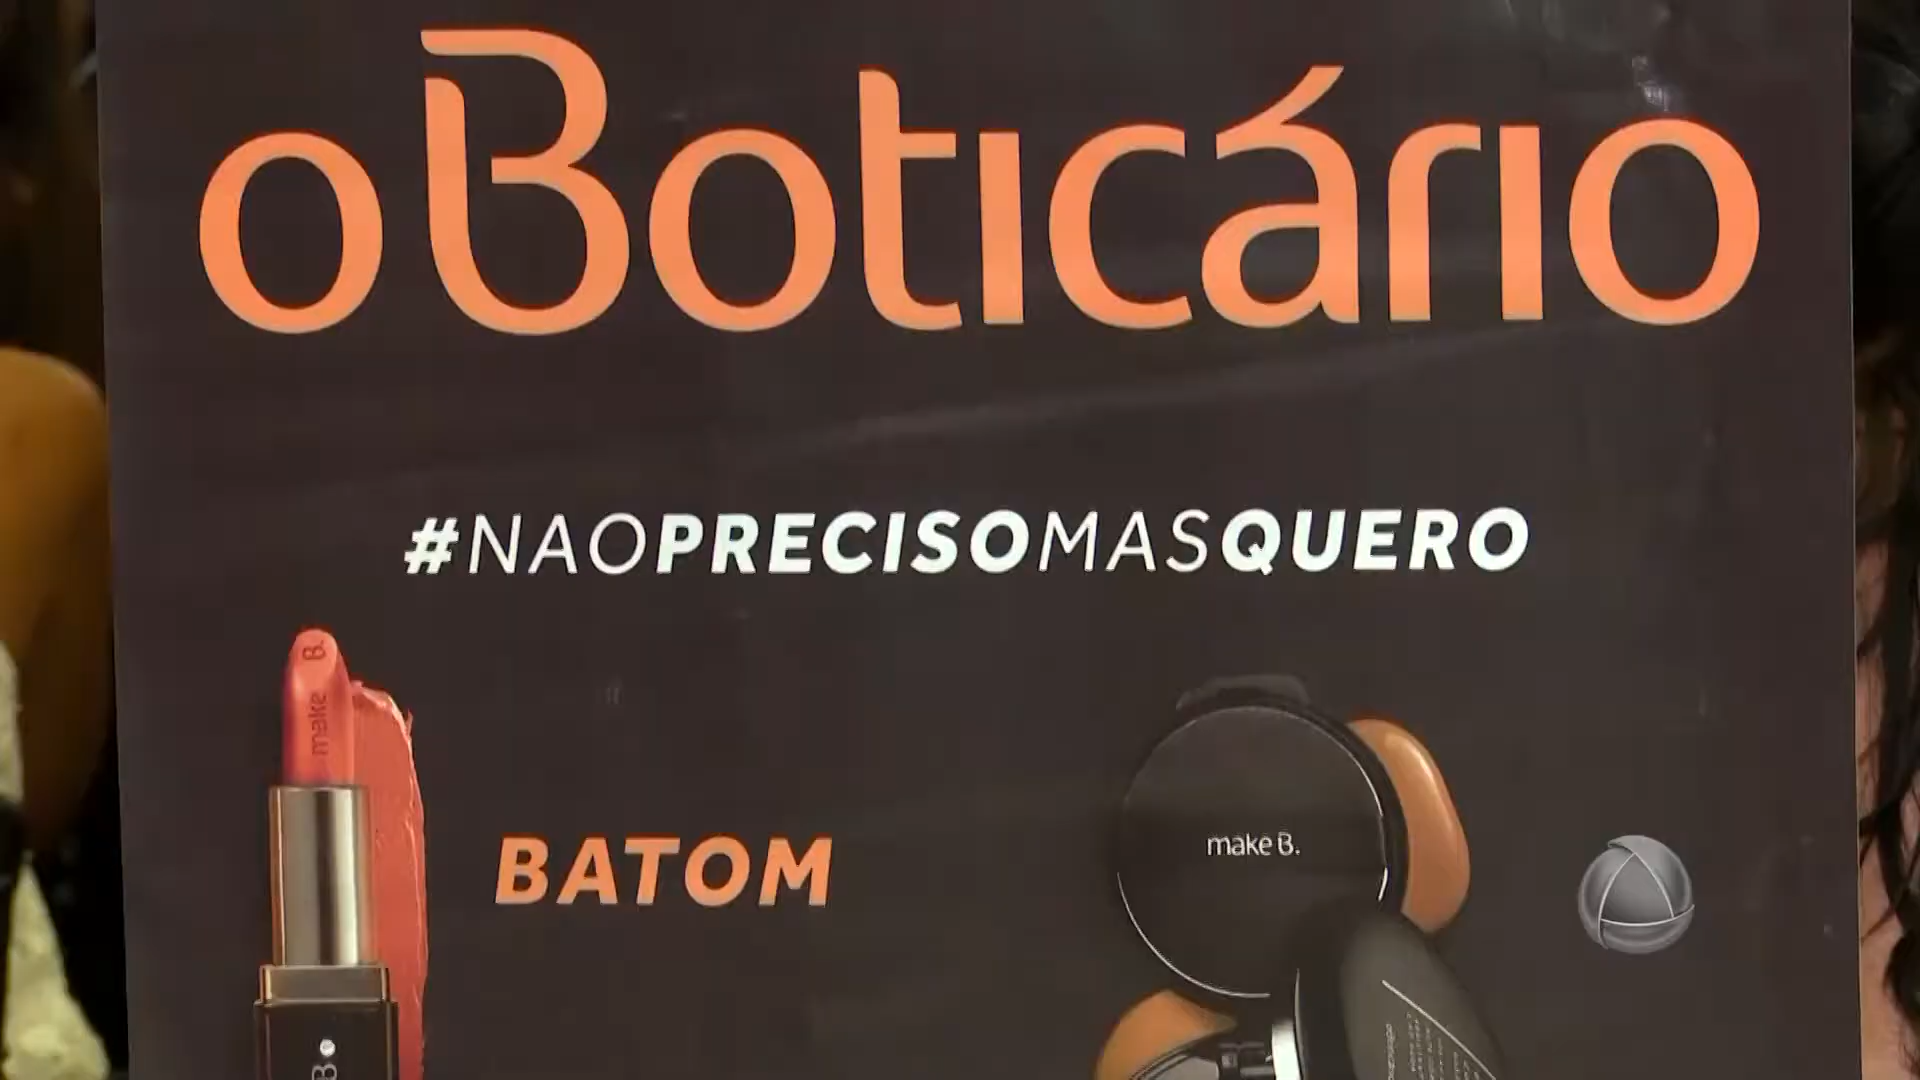 oBoticário
#NAOPRECISOMASQUERO
make B.
BATOM
make B.
B.